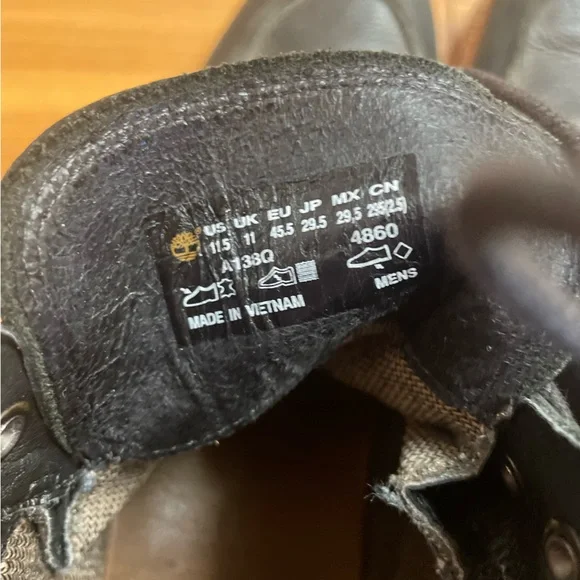 US UK EU JP MX CN
11.5 11 45.5 29.5 29,5 295(2.5)
A138Q 4860
MENS
MADE IN VIETNAM